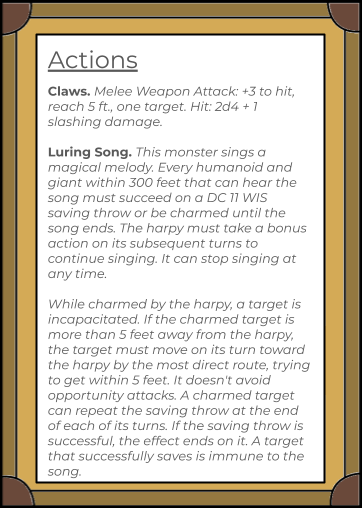 Actions
Claws. Melee Weapon Attack: +3 to hit,
reach 5 ft., one target. Hit: 2d4 + 1
slashing damage.
Luring Song. This monster sings a
magical melody. Every humanoid and
giant within 300 feet that can hear the
song must succeed on a DC 11 WIS
saving throw or be charmed until the
song ends. The harpy must take a bonus
action on its subsequent turns to
continue singing. It can stop singing at
any time.
While charmed by the harpy, a target is
incapacitated. If the charmed target is
more than 5 feet away from the harpy,
the target must move on its turn toward
the harpy by the most direct route, trying
to get within 5 feet. It doesn't avoid
opportunity attacks. A charmed target
can repeat the saving throw at the end
of each of its turns. If the saving throw is
successful, the effect ends on it. A target
that successfully saves is immune to the
song.